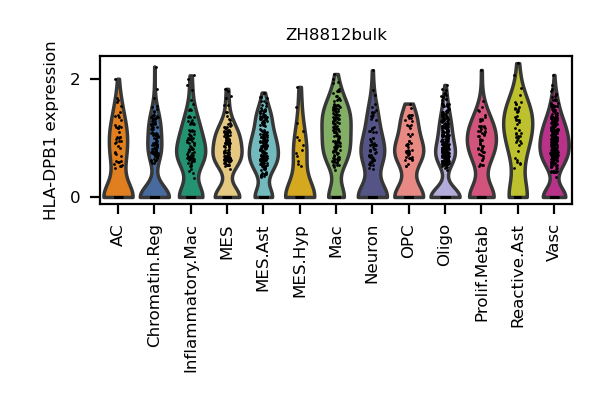 ZH8812bulk
HLA-DPB1 expression
2
0
AC
Chromatin.Reg
Inflammatory.Mac
MES
MES.Ast
MES.Hyp
Mac
Neuron
OPC
Oligo
Prolif.Metab
Reactive.Ast
Vasc